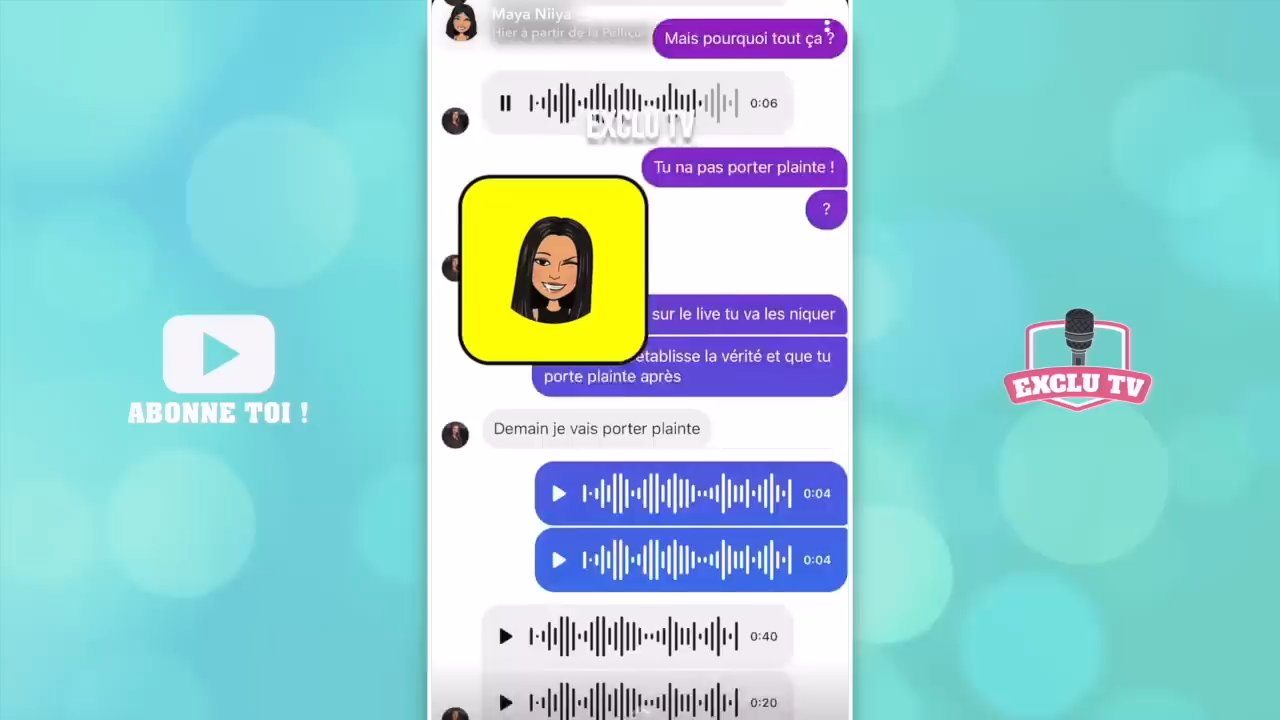 Maya Niiya
Hier à partir de la Pellicu
Mais pourquoi tout ça ?
0:06
EXCLU TV
Tu na pas porter plainte !
?
sur le live tu va les niquer
établisse la vérité et que tu
porte plainte après
ABONNE TOI !
EXCLU TV
Demain je vais porter plainte
0:04
0:04
0:40
0:20